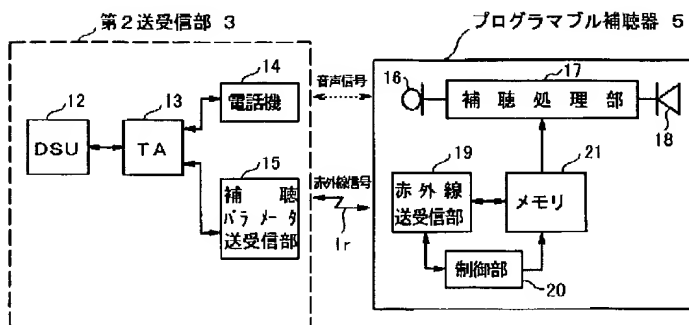 第2送受信部 3
プログラマブル補聴器 5
12
DSU
13
TA
14
電話機
15
補聴
パラメータ
送受信部
音声信号
赤外線信号
Ir
16
17
補聴処理部
18
19
赤外線
送受信部
21
メモリ
制御部
20